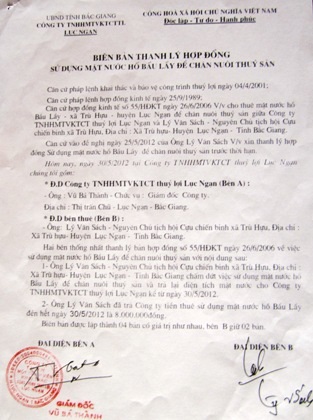 UBND TỈNH BẮC GIANG
CÔNG TY TNHHMTVKTCTTL
LỤC NGẠN
CỘNG HOÀ XÃ HỘI CHỦ NGHĨA VIỆT NAM
Độc lập - Tự do - Hạnh phúc
BIÊN BẢN THANH LÝ HỢP ĐỒNG
SỬ DỤNG MẶT NƯỚC HỒ BẦU LẦY ĐỂ CHĂN NUÔI THUỶ SẢN
Căn cứ pháp lệnh khai thác và bảo vệ công trình thuỷ lợi ngày 04/4/2001;
Căn cứ pháp lệnh hợp đồng kinh tế ngày 25/9/1989;
Căn cứ hợp đồng kinh tế số 55/HĐKT ngày 26/6/2006 V/v cho thuê mặt nước hồ
Bầu Lầy - xã Trù Hựu - huyện Lục Ngạn để chăn nuôi thuỷ sản giữa Công ty
TNHHMTVKTCT thuỷ lợi Lục Ngạn và Lý Văn Sách - Nguyên Chủ tịch hội Cựu
chiến binh xã Trù Hựu, Địa chỉ: Xã Trù Hựu, Huyện Lục Ngạn, Tỉnh Bắc Giang.
Căn cứ vào đề nghị ngày 25/5/2012 của Ông Lý Văn Sách V/v xin thanh lý hợp
đồng Sử dụng mặt nước hồ Bầu Lầy để chăn nuôi thuỷ sản trước thời hạn.
Hôm nay, ngày 30/5/2012 tại Công ty TNHHMTVKTCT thuỷ lợi Lục Ngạn
chúng tôi gồm:
* Đ.D Công ty TNHHMTVKTCT thuỷ lợi Lục Ngạn (Bên A) :
- Ông : Vũ Bá Thành - Chức vụ : Giám đốc Công ty.
Địa chỉ : Thị trấn Chũ - Lục Ngạn - Bắc Giang.
* Đ.D bên thuê (Bên B) :
- Ông: Lý Văn Sách - Nguyên Chủ tịch hội Cựu chiến binh xã Trù Hựu - Địa chỉ :
Xã Trù Hựu- Huyện Lục Ngạn - Tỉnh Bắc Giang.
Hai bên thống nhất thanh lý bản hợp đồng số 55/HĐKT ngày 26/6/2006 về việc
sử dụng mặt nước hồ Bầu Lầy để chăn nuôi thuỷ sản với nội dung sau:
1- Ông Lý Văn Sách - Nguyên Chủ tịch hội Cựu chiến binh xã Trù Hựu - Địa chỉ :
Xã Trù Hựu- Huyện Lục Ngạn - Tỉnh Bắc Giang chấm dứt việc sử dụng mặt nước hồ
Bầu Lầy để chăn nuôi thuỷ sản và trả lại diện tích mặt nước cho Công ty
TNHHMTVKTCT thuỷ lợi Lục Ngạn kể từ ngày 30/5/2012.
2- Ông Lý Văn Sách đã trả Công ty tiền thuê sử dụng mặt nước hồ Bầu Lầy
đến hết ngày 30/5/2012 là 8.000.000đồng.
Biên bản được lập thành 04 bản có giá trị như nhau, bên B giữ 02 bản.
ĐẠI DIỆN BÊN A
ĐẠI DIỆN BÊN B
GIÁM ĐỐC
VŨ BÁ THÀNH
Lý V Sách